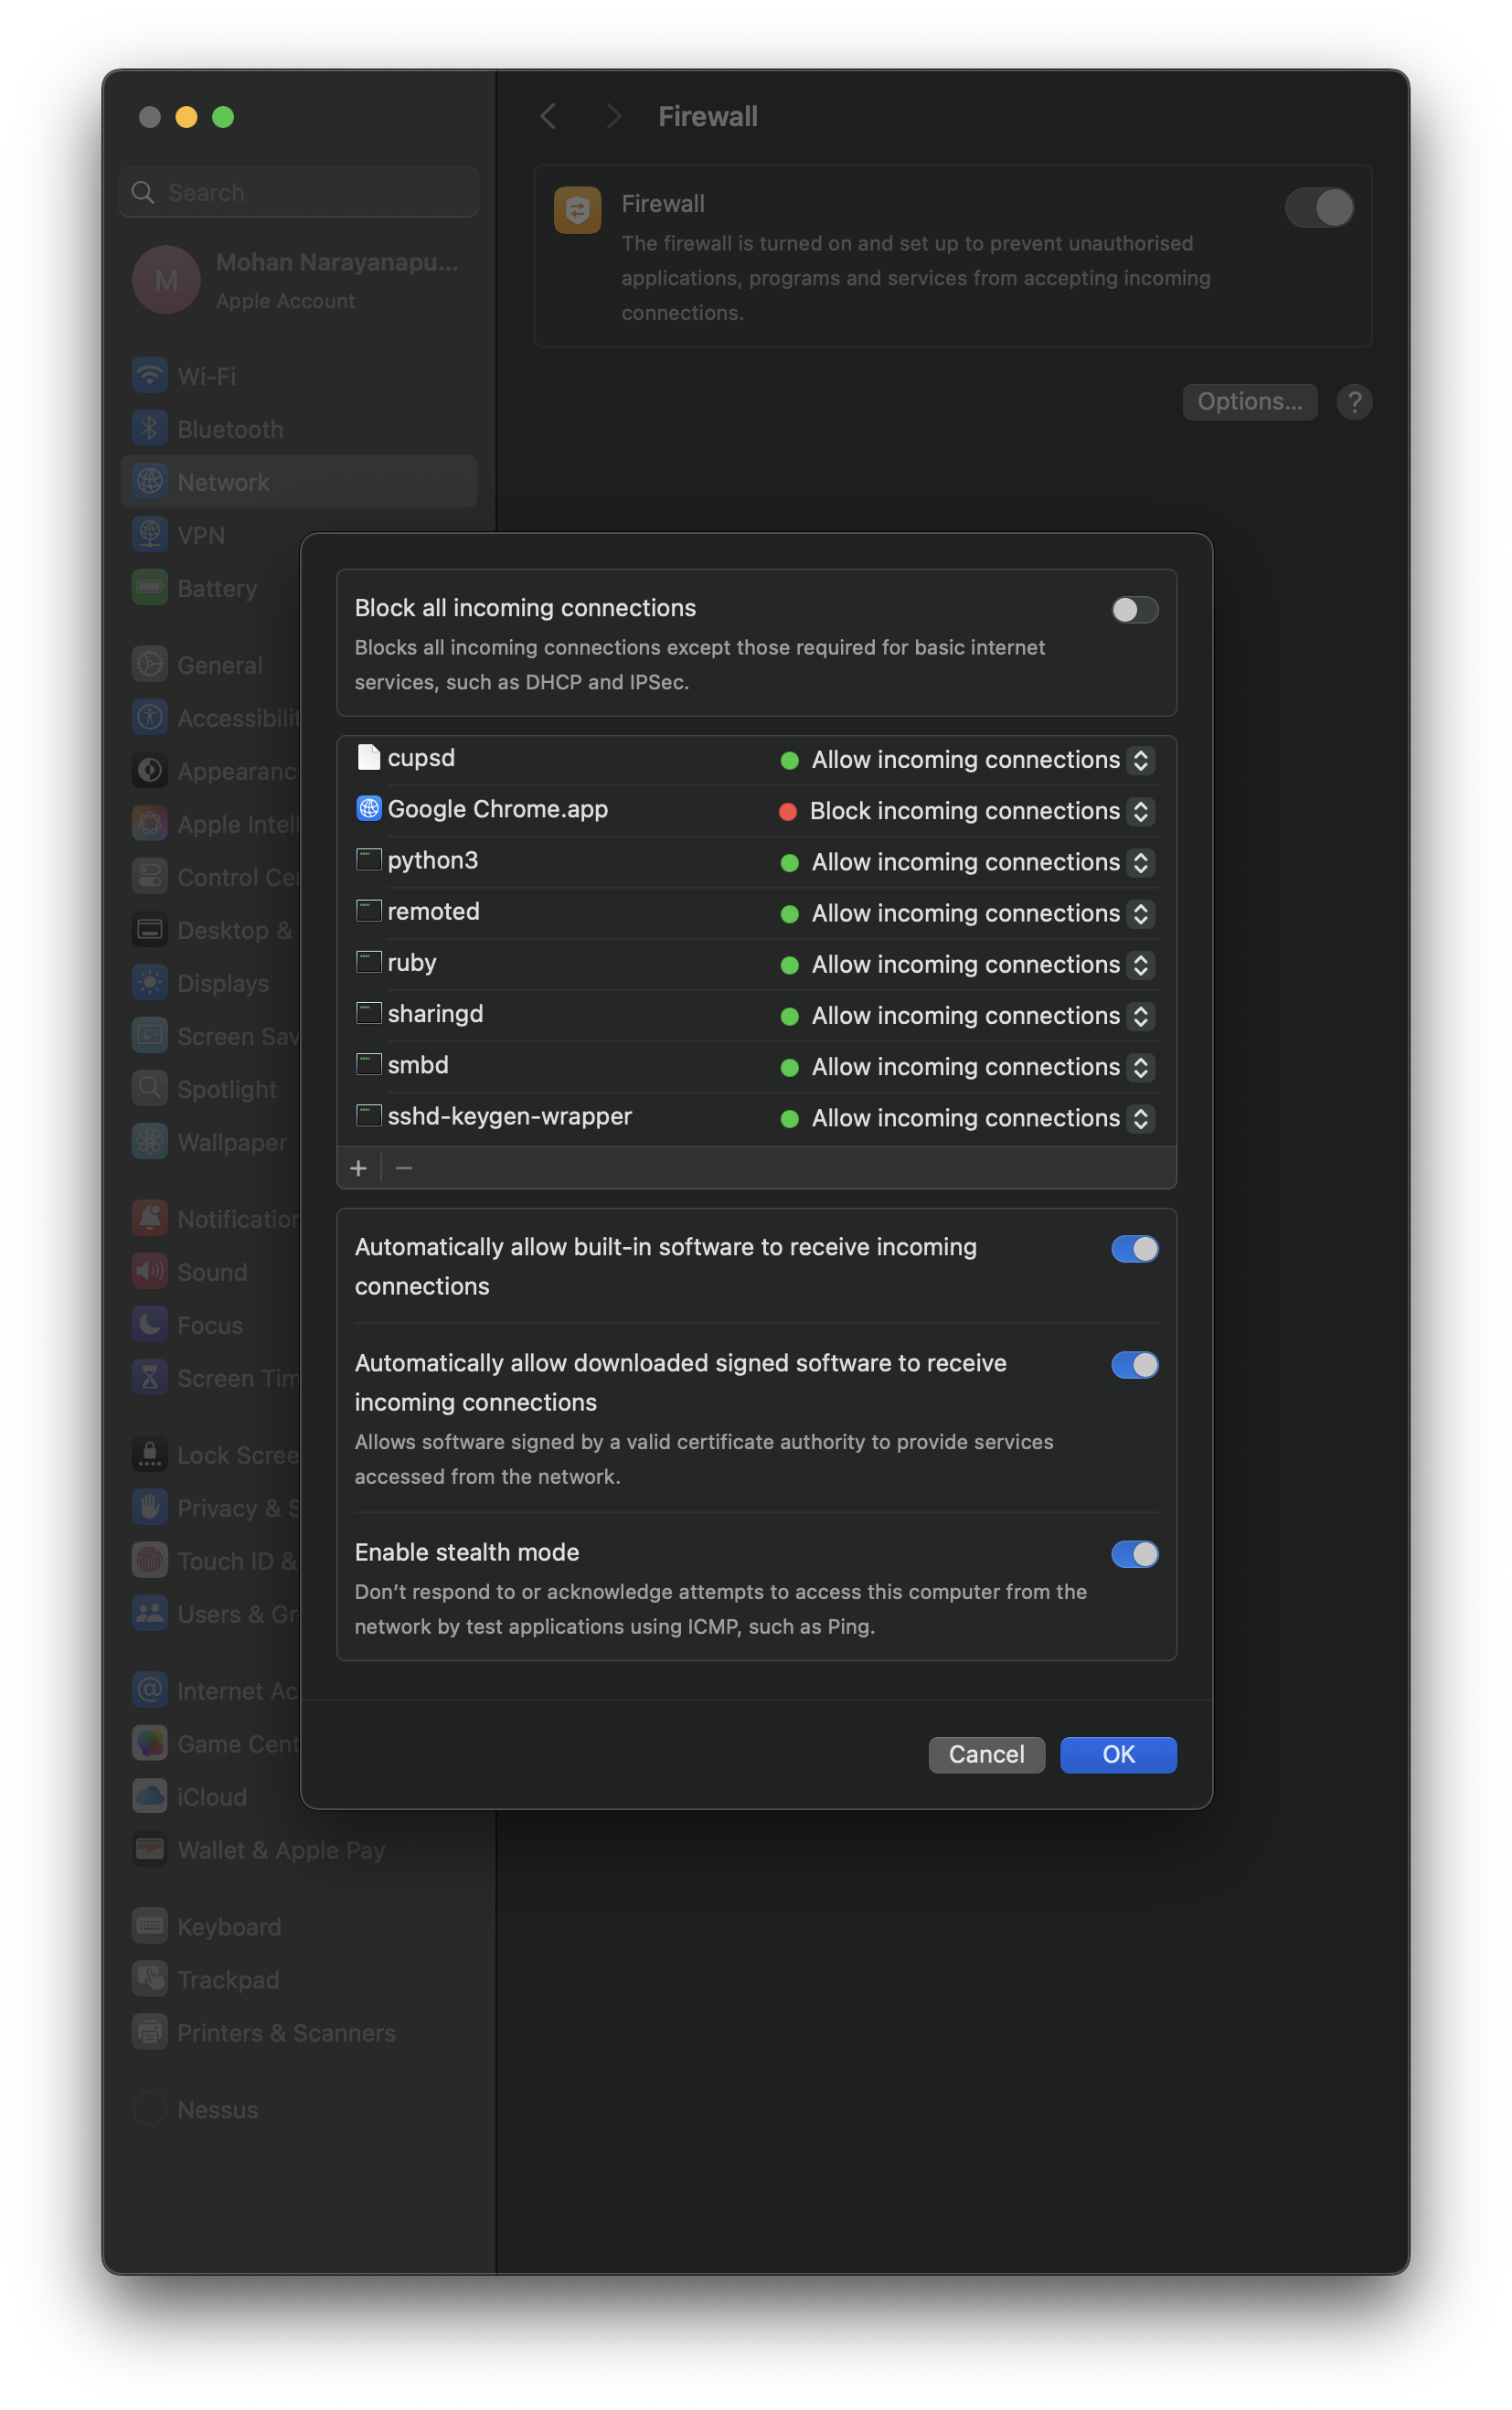 Firewall
Search
Firewall
The firewall is turned on and set up to prevent unauthorised
applications, programs and services from accepting incoming
connections.
M
Mohan Narayanapu...
Apple Account
Options...
?
Wi-Fi
Bluetooth
Network
VPN
Battery
General
Accessibilit
Appearanc
Apple Intell
Control Cen
Desktop &
Displays
Screen Sav
Spotlight
Wallpaper
Notification
Sound
Focus
Screen Tim
Lock Scree
Privacy & S
Touch ID &
Users & Gr
Internet Ac
Game Cent
iCloud
Wallet & Apple Pay
Keyboard
Trackpad
Printers & Scanners
Nessus
Block all incoming connections
Blocks all incoming connections except those required for basic internet
services, such as DHCP and IPSec.
cupsd Allow incoming connections
Google Chrome.app Block incoming connections
python3 Allow incoming connections
remoted Allow incoming connections
ruby Allow incoming connections
sharingd Allow incoming connections
smbd Allow incoming connections
sshd-keygen-wrapper Allow incoming connections
Automatically allow built-in software to receive incoming
connections
Automatically allow downloaded signed software to receive
incoming connections
Allows software signed by a valid certificate authority to provide services
accessed from the network.
Enable stealth mode
Don’t respond to or acknowledge attempts to access this computer from the
network by test applications using ICMP, such as Ping.
Cancel OK